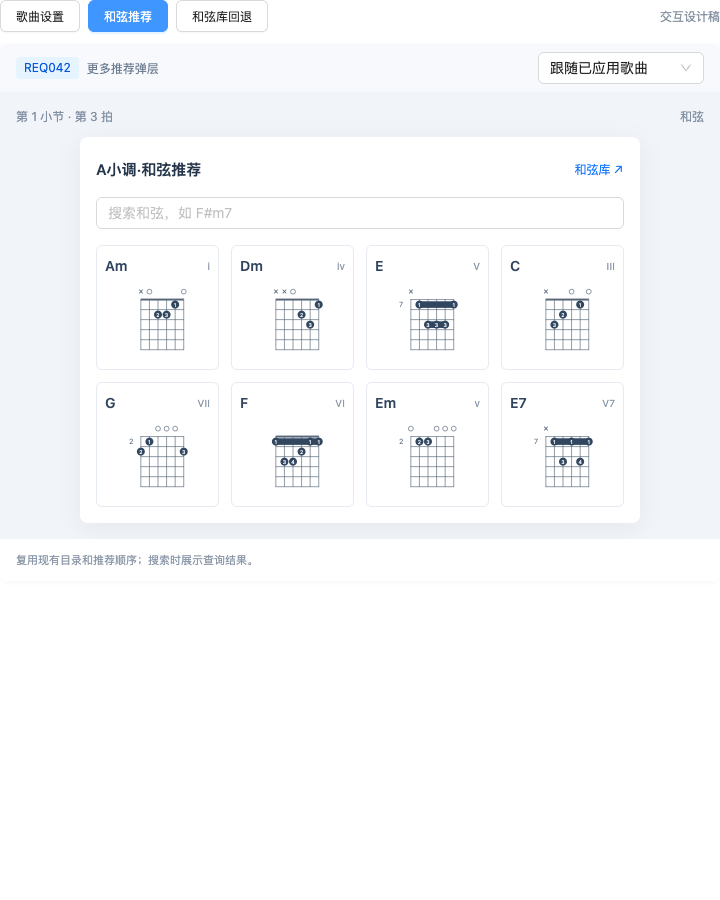 歌曲设置 和弦推荐 和弦库回退 交互设计稿
REQ042 更多推荐弹层 跟随已应用歌曲
第 1 小节 · 第 3 拍 和弦
A小调·和弦推荐 和弦库
搜索和弦，如 F#m7
Am i Dm iv E V C III
7
G VII F VI Em v E7 V7
2 2 7
复用现有目录和推荐顺序；搜索时展示查询结果。